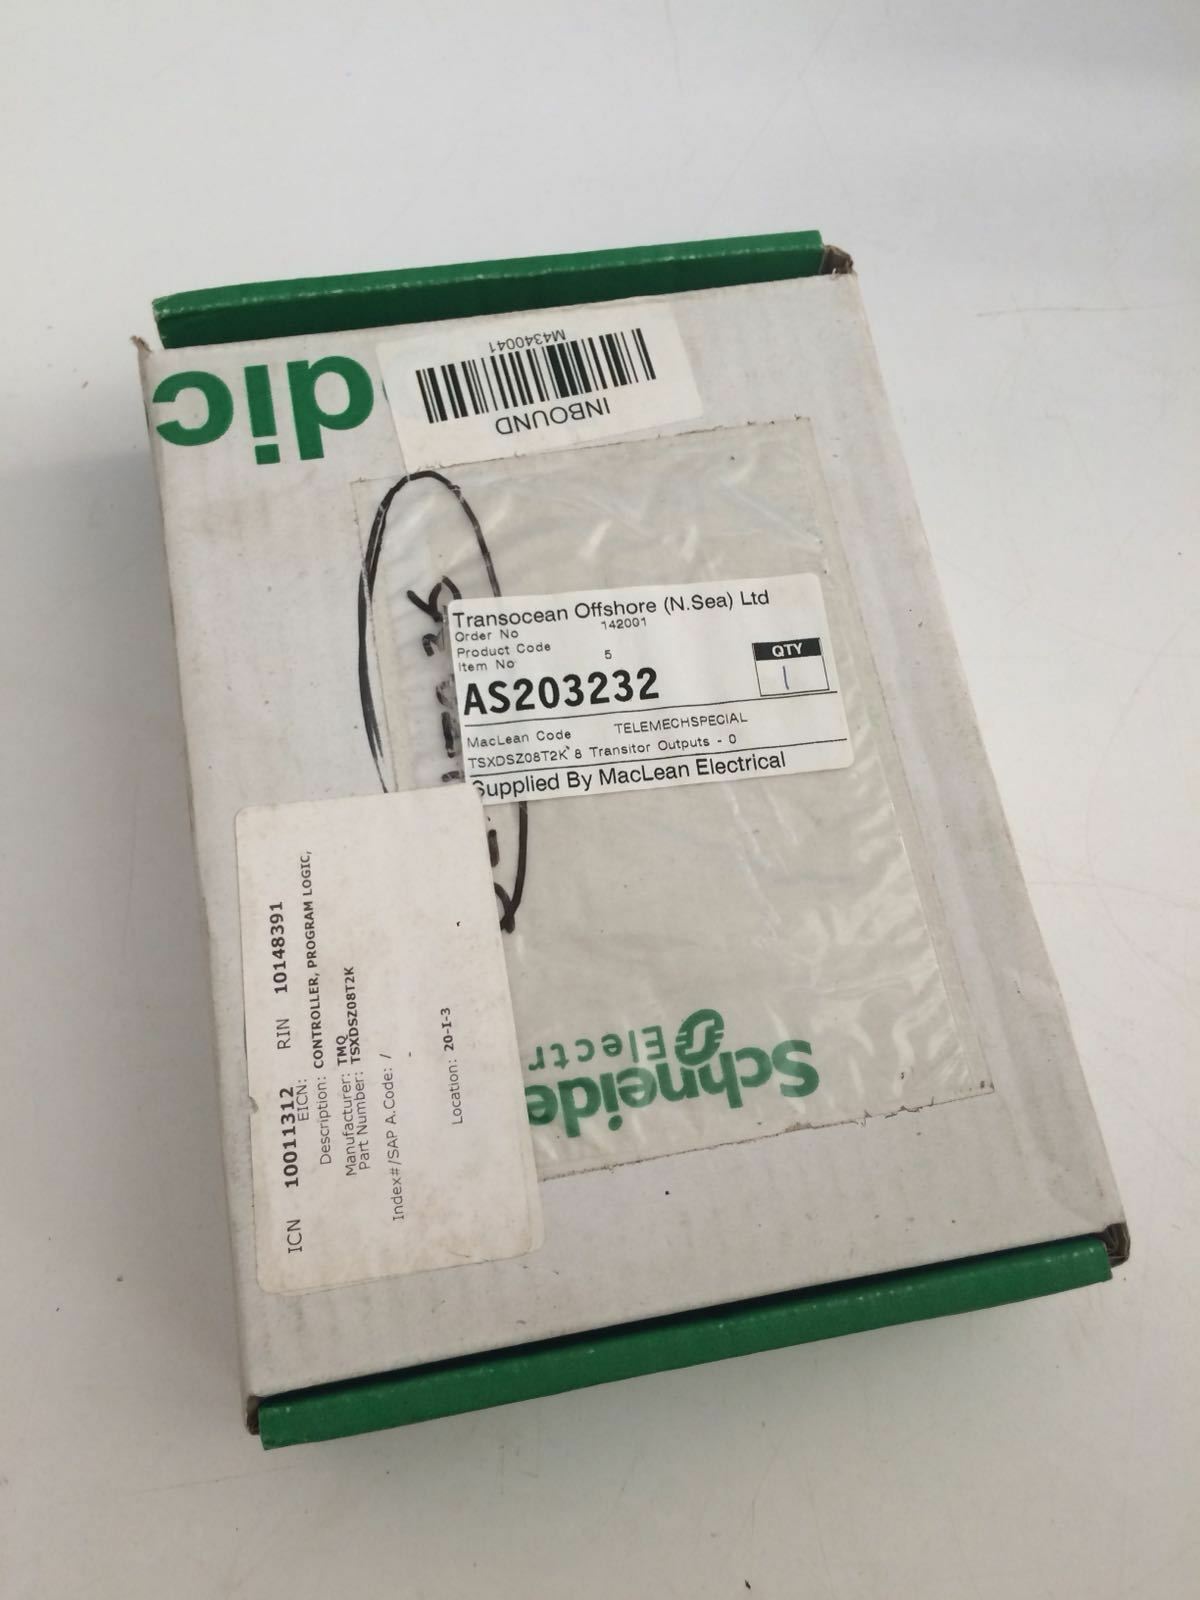 dic
M4340041
INBOUND
Transocean Offshore (N.Sea) Ltd
Order No 142001
Product Code
Item No 5
QTY
1
AS203232
MacLean Code TELEMECHSPECIAL
TSXDSZ08T2K 8 Transitor Outputs - 0
Supplied By MacLean Electrical
ICN 10011312 RIN 10148391
EICN:
Description: CONTROLLER, PROGRAM LOGIC,
Manufacturer: TMQ
Part Number: TSXDSZ08T2K
Index#/SAP A.Code: /
-
Location: 20-I-3
Schneide
Electr